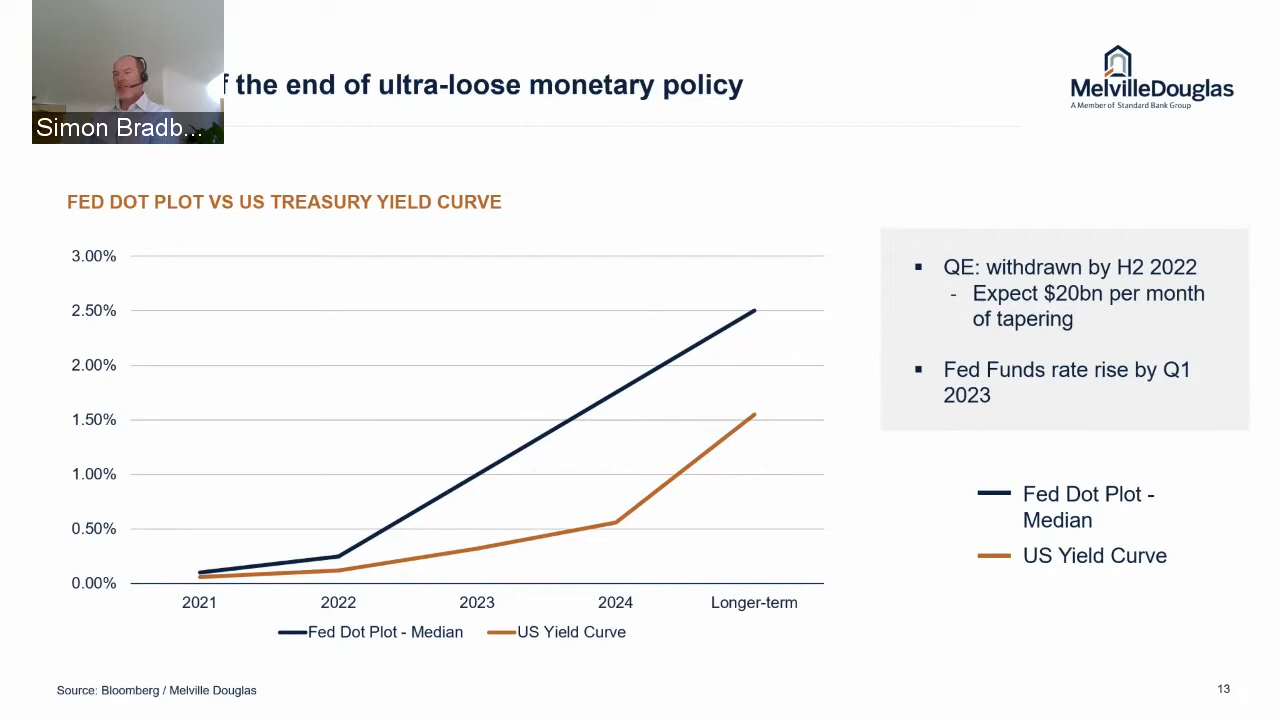 the end of ultra-loose monetary policy
MelvilleDouglas
A Member of Standard Bank Group
Simon Bradb...
FED DOT PLOT VS US TREASURY YIELD CURVE
3.00%
2.50%
2.00%
1.50%
1.00%
0.50%
0.00%
2021 2022 2023 2024 Longer-term
Fed Dot Plot - Median US Yield Curve
▪ QE: withdrawn by H2 2022
- Expect $20bn per month
of tapering
▪ Fed Funds rate rise by Q1
2023
Fed Dot Plot -
Median
US Yield Curve
Source: Bloomberg / Melville Douglas
13